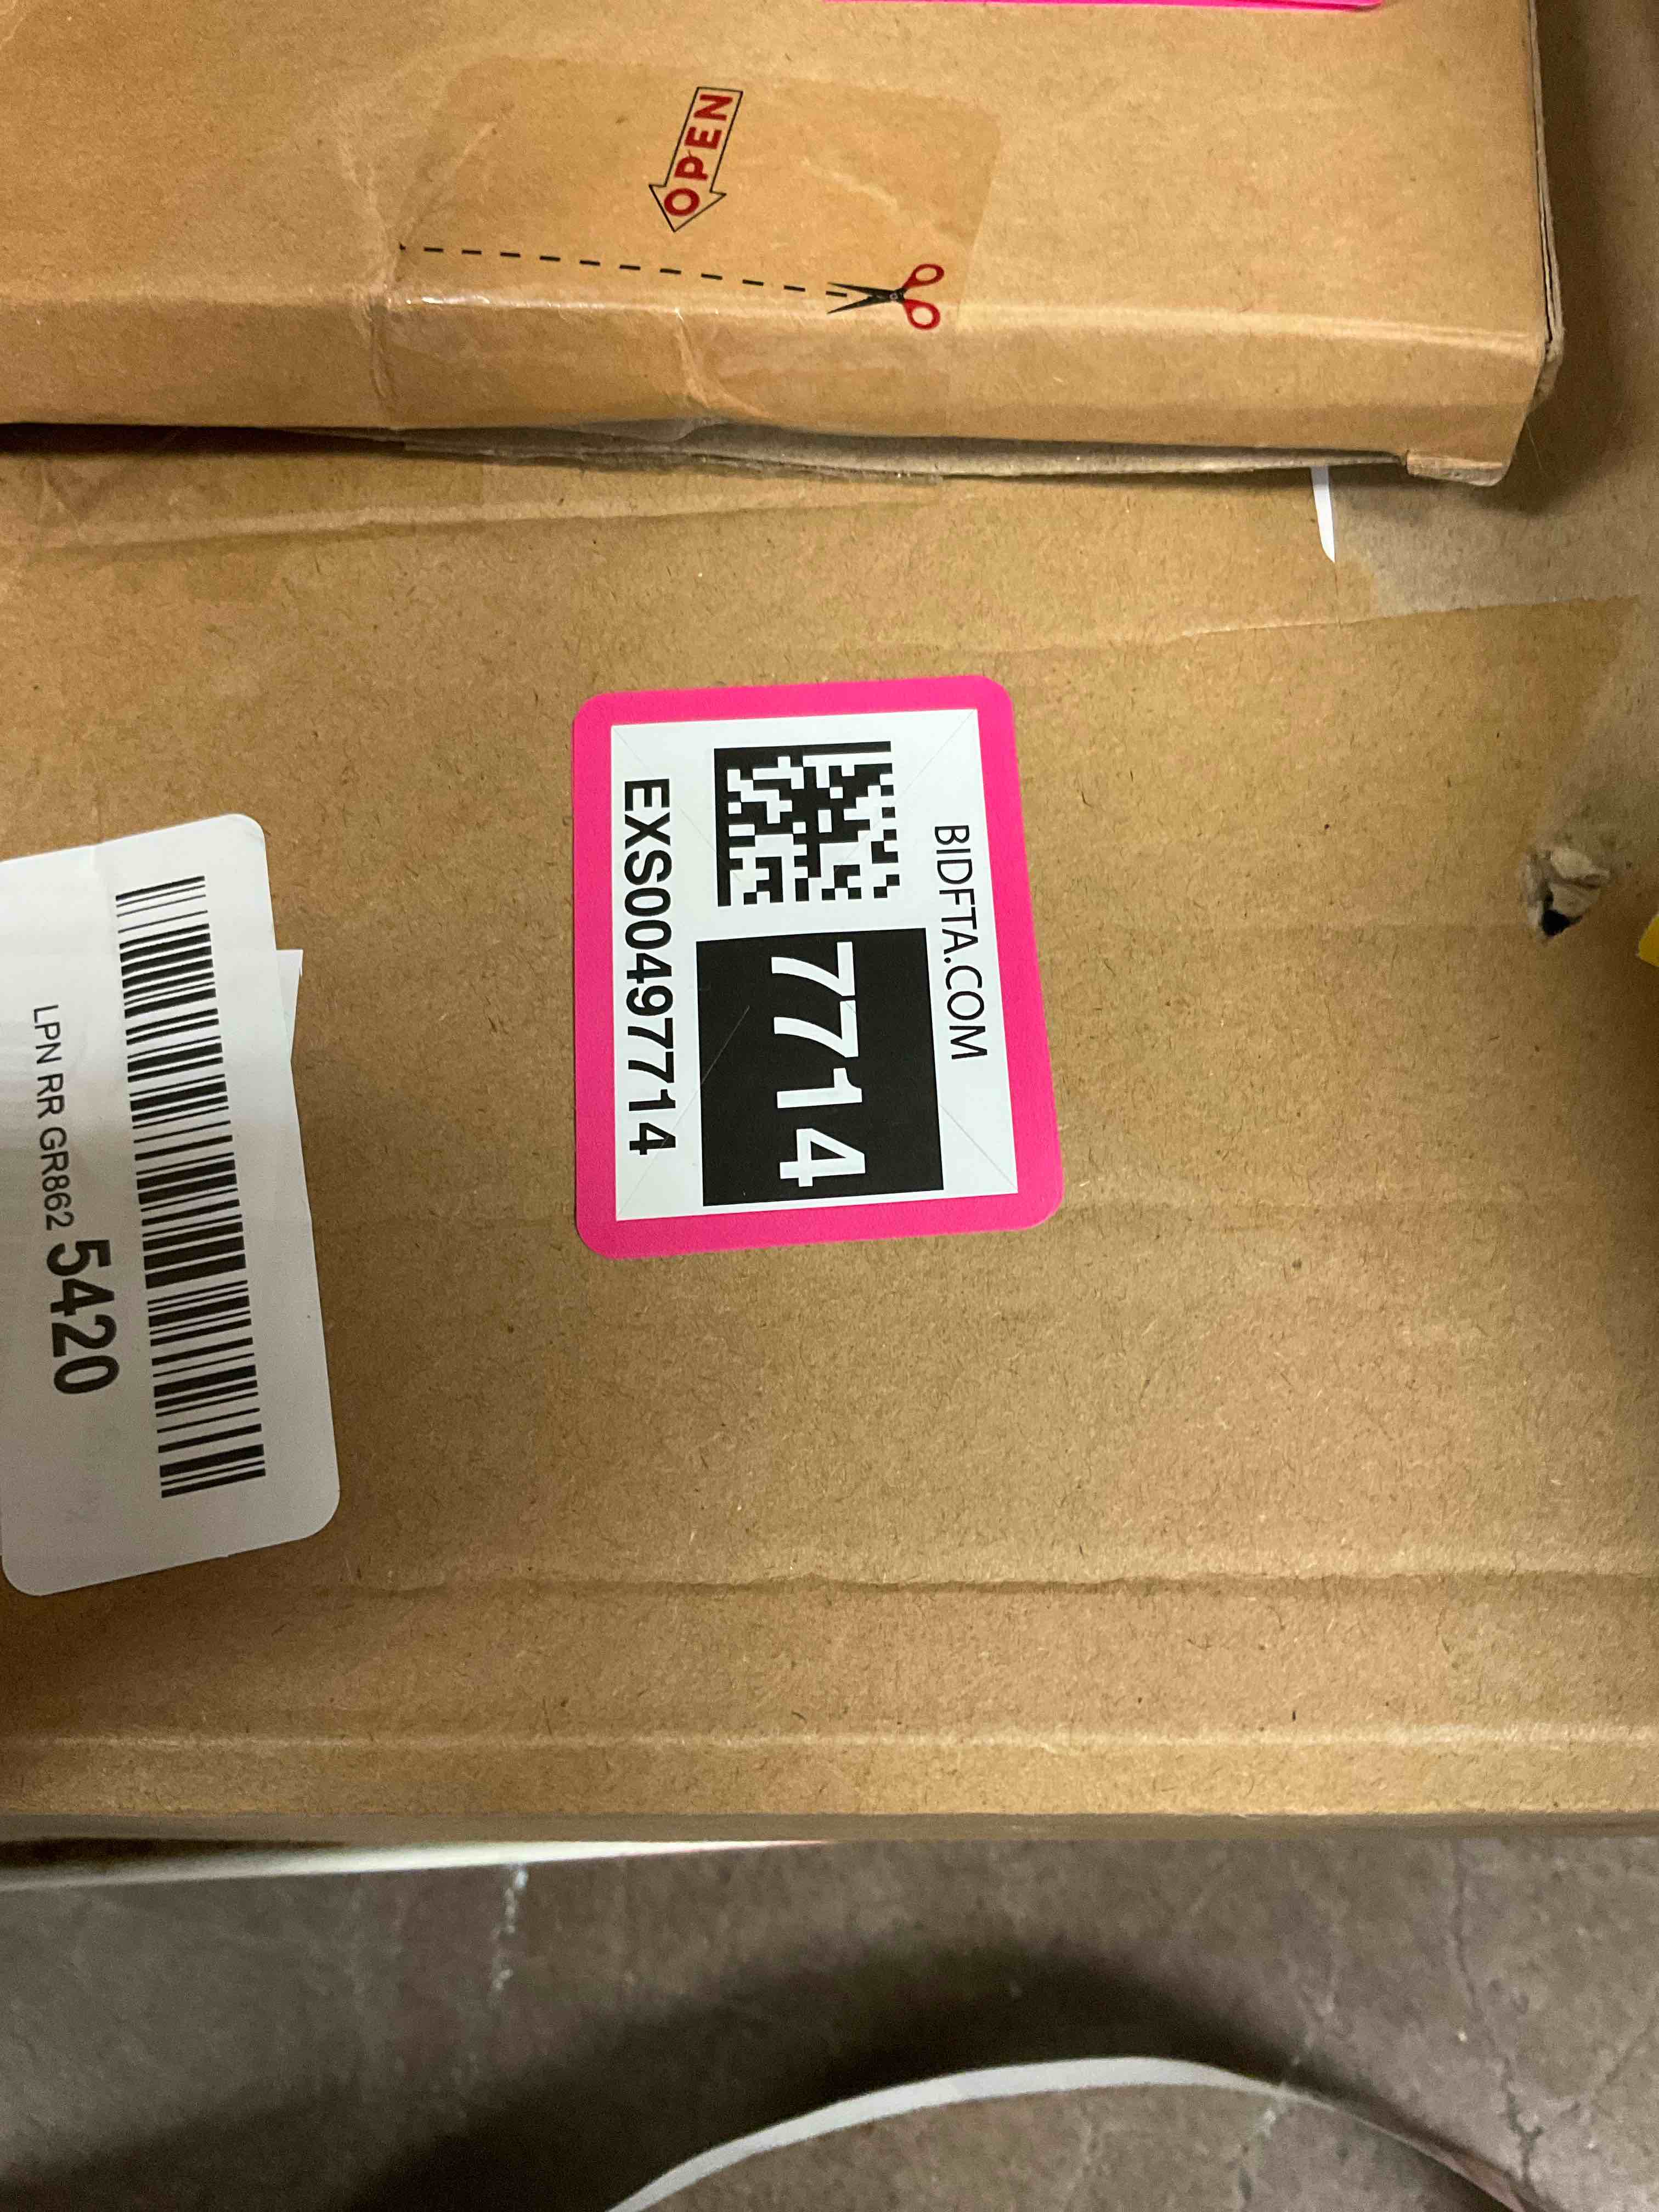 OPEN
BIDFTA.COM
7714
EXS00497714
LPN RR GR862 5420